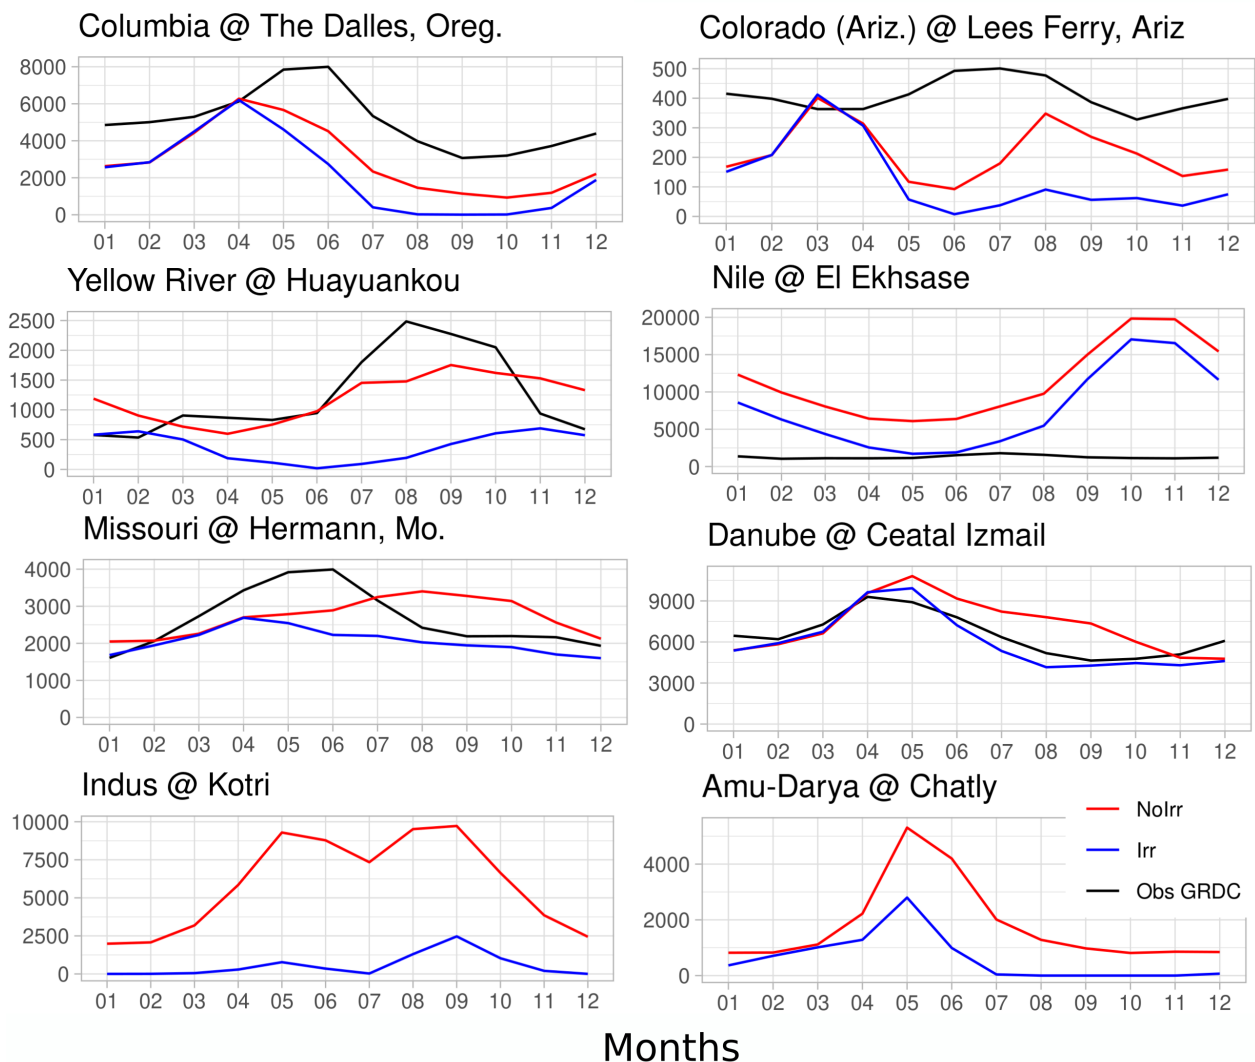 Columbia @ The Dalles, Oreg.
8000
6000
4000
2000
0
01 02 03 04 05 06 07 08 09 10 11 12
Colorado (Ariz.) @ Lees Ferry, Ariz
500
400
300
200
100
0
01 02 03 04 05 06 07 08 09 10 11 12
Yellow River @ Huayuankou
2500
2000
1500
1000
500
0
01 02 03 04 05 06 07 08 09 10 11 12
Nile @ El Ekhsase
20000
15000
10000
5000
0
01 02 03 04 05 06 07 08 09 10 11 12
Missouri @ Hermann, Mo.
4000
3000
2000
1000
0
01 02 03 04 05 06 07 08 09 10 11 12
Danube @ Ceatal Izmail
9000
6000
3000
0
01 02 03 04 05 06 07 08 09 10 11 12
Indus @ Kotri
10000
7500
5000
2500
0
01 02 03 04 05 06 07 08 09 10 11 12
Amu-Darya @ Chatly
4000
2000
0
01 02 03 04 05 06 07 08 09 10 11 12
NoIrr
Irr
Obs GRDC
Months